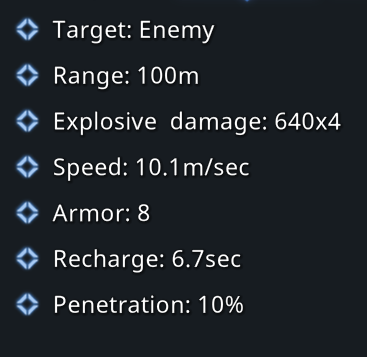 Target: Enemy
Range: 100m
Explosive  damage: 640x4
Speed: 10.1m/sec
Armor: 8
Recharge: 6.7sec
Penetration: 10%